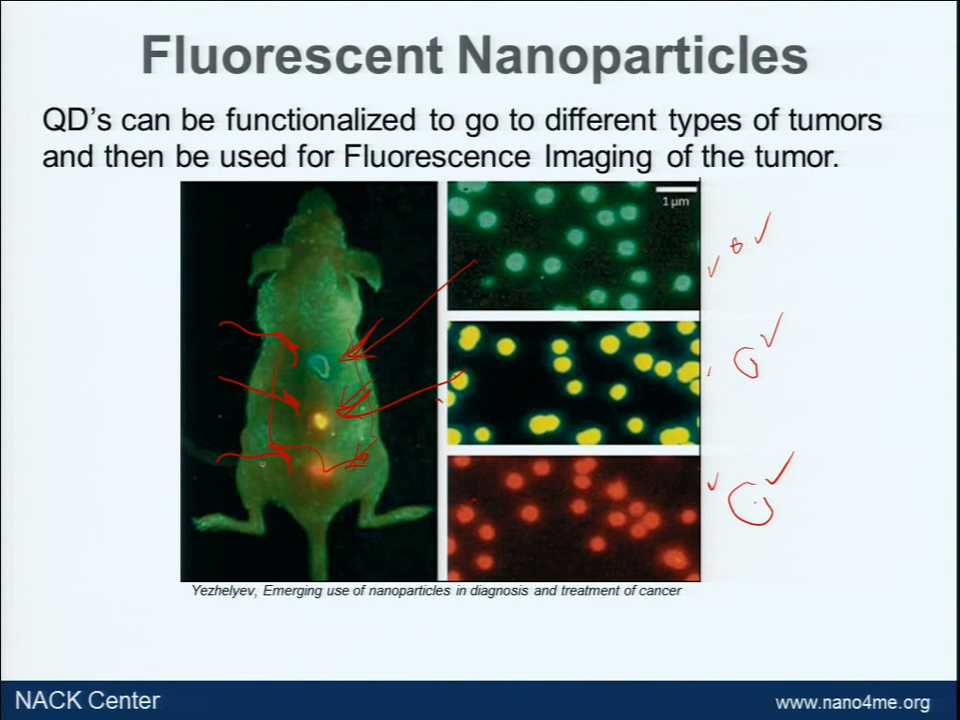 Fluorescent Nanoparticles
QD's can be functionalized to go to different types of tumors
and then be used for Fluorescence Imaging of the tumor.
1 µm
Yezhelyev, Emerging use of nanoparticles in diagnosis and treatment of cancer
NACK Center
www.nano4me.org